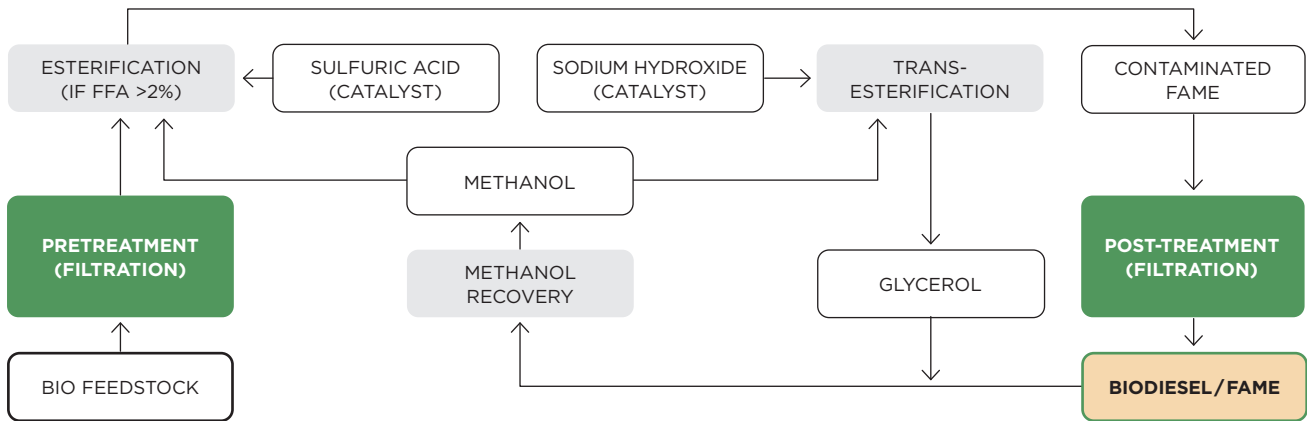 ESTERIFICATION
(IF FFA >2%)
SULFURIC ACID
(CATALYST)
SODIUM HYDROXIDE
(CATALYST)
TRANS-
ESTERIFICATION
CONTAMINATED
FAME
METHANOL
PRETREATMENT
(FILTRATION)
METHANOL
RECOVERY
GLYCEROL
POST-TREATMENT
(FILTRATION)
BIO FEEDSTOCK
BIODIESEL/FAME